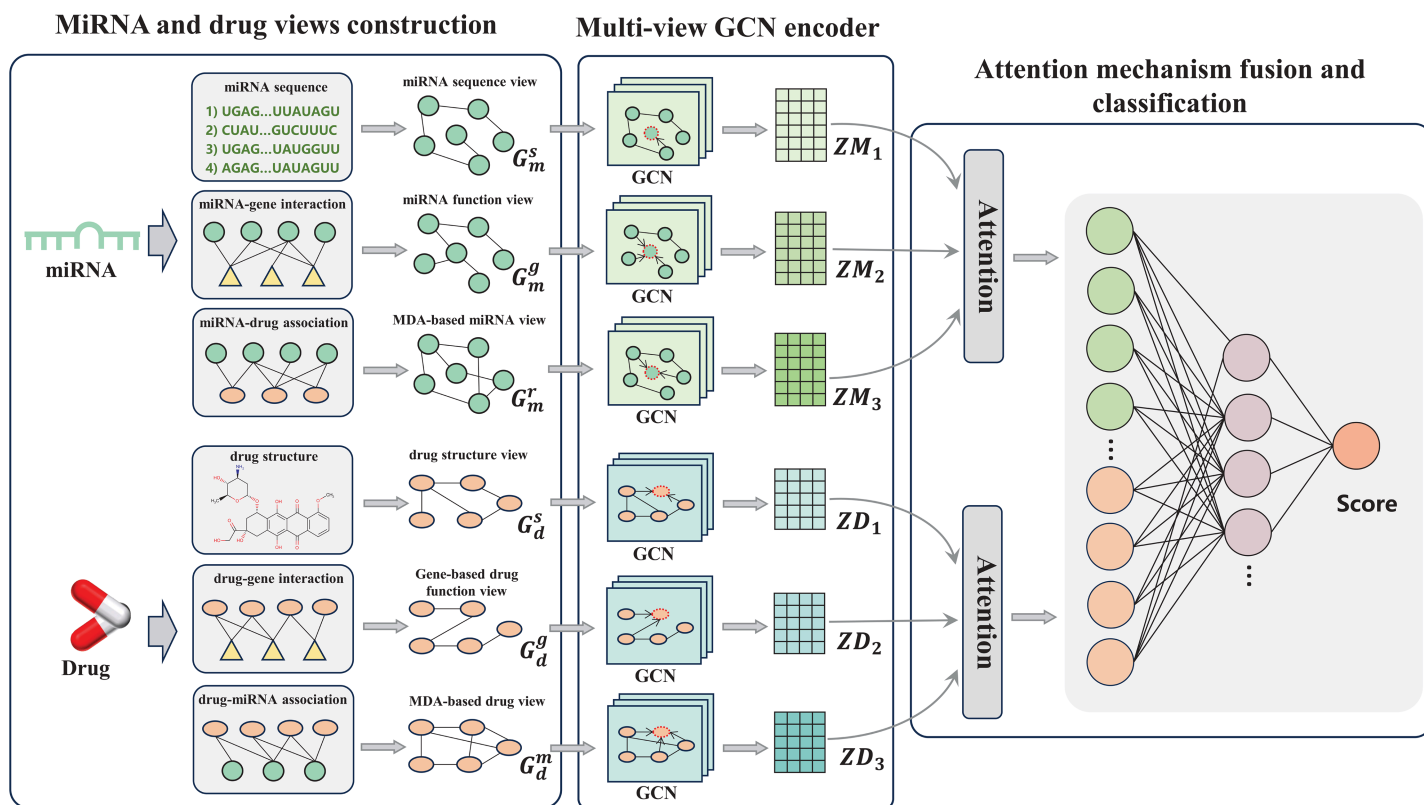 MiRNA and drug views construction
Multi-view GCN encoder
Attention mechanism fusion and
classification
miRNA
miRNA sequence
1) UGAG...UUAUAGU
2) CUAU...GUCUUUC
3) UGAG...UAUGGUU
4) AGAG...UAUAGUU
miRNA sequence view
G_m^s
GCN
ZM_1
miRNA-gene interaction
miRNA function view
G_m^g
GCN
ZM_2
miRNA-drug association
MDA-based miRNA view
G_m^r
GCN
ZM_3
Attention
Drug
drug structure
drug structure view
G_d^s
GCN
ZD_1
drug-gene interaction
Gene-based drug
function view
G_d^g
GCN
ZD_2
drug-miRNA association
MDA-based drug view
G_d^m
GCN
ZD_3
Attention
...
...
Score